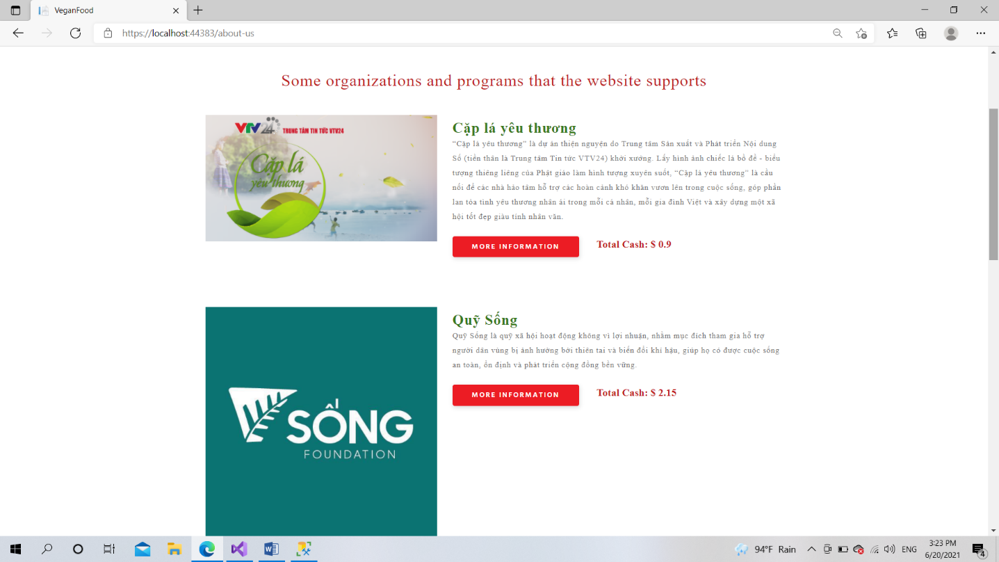 VeganFood
https://localhost:44383/about-us
Some organizations and programs that the website supports
VTV24 TRUNG TÂM TIN TỨC VTV24
Cặp lá
yêu thương
Cặp lá yêu thương
“Cặp lá yêu thương” là dự án thiện nguyện do Trung tâm Sản xuất và Phát triển Nội dung
Số (tiền thân là Trung tâm Tin tức VTV24) khởi xướng. Lấy hình ảnh chiếc lá bồ đề - biểu
tượng thiêng liêng của Phật giáo làm hình tượng xuyên suốt, “Cặp lá yêu thương” là cầu
nối để các nhà hảo tâm hỗ trợ các hoàn cảnh khó khăn vươn lên trong cuộc sống, góp phần
lan tỏa tình yêu thương nhân ái trong mỗi cá nhân, mỗi gia đình Việt và xây dựng một xã
hội tốt đẹp giàu tính nhân văn.
MORE INFORMATION
Total Cash: $ 0.9
Quỹ Sống
Quỹ Sống là quỹ xã hội hoạt động không vì lợi nhuận, nhằm mục đích tham gia hỗ trợ
người dân vùng bị ảnh hưởng bởi thiên tai và biến đổi khí hậu, giúp họ có được cuộc sống
an toàn, ổn định và phát triển cộng đồng bền vững.
MORE INFORMATION
Total Cash: $ 2.15
SỐNG
FOUNDATION
94°F Rain
ENG
3:23 PM
6/20/2021
4